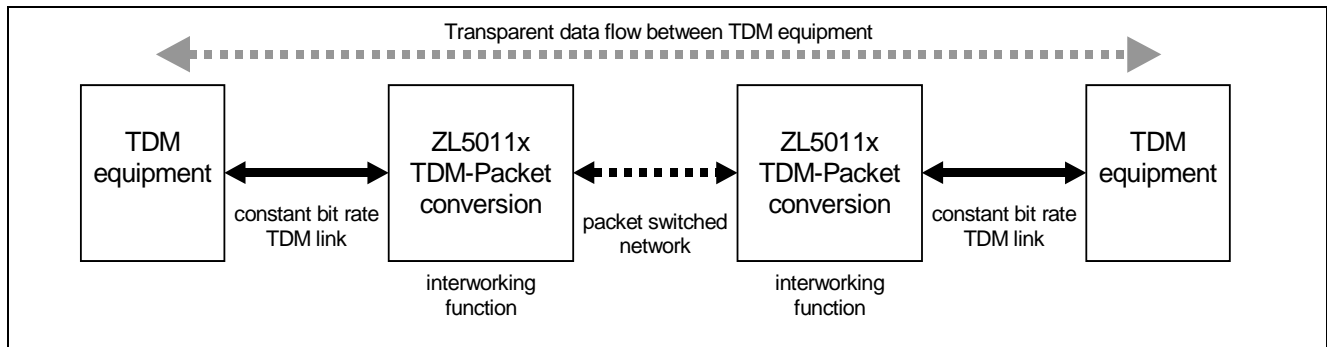 Transparent data flow between TDM equipment
TDM
equipment
constant bit rate
TDM link
ZL5011x
TDM-Packet
conversion
interworking
function
packet switched
network
ZL5011x
TDM-Packet
conversion
interworking
function
constant bit rate
TDM link
TDM
equipment